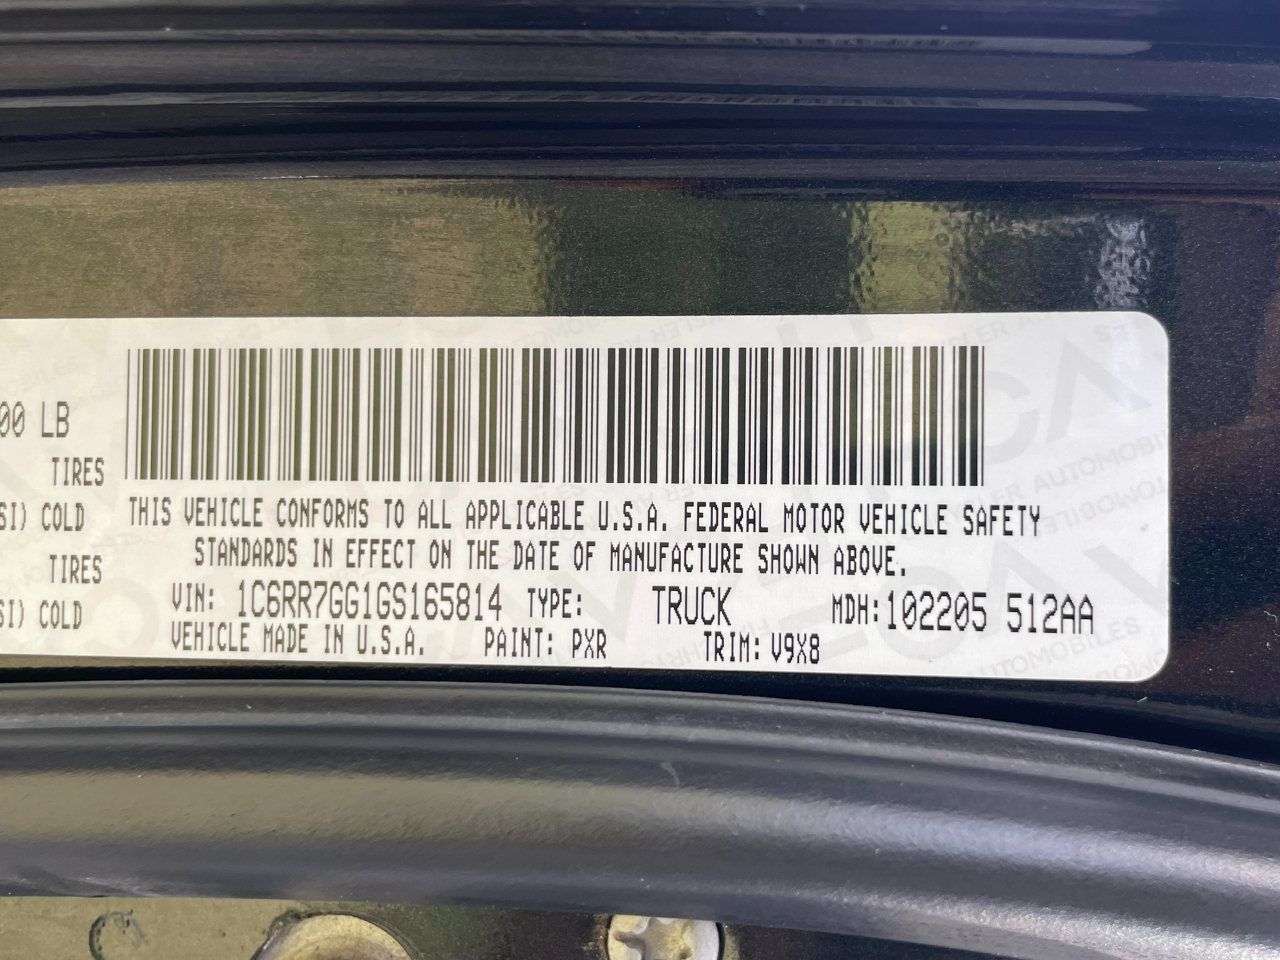 00 LB
TIRES
SI) COLD
THIS VEHICLE CONFORMS TO ALL APPLICABLE U.S.A. FEDERAL MOTOR VEHICLE SAFETY
STANDARDS IN EFFECT ON THE DATE OF MANUFACTURE SHOWN ABOVE.
TIRES
SI) COLD
VIN: 1C6RR7GG1GS165814 TYPE: TRUCK MDH:102205 512AA
VEHICLE MADE IN U.S.A. PAINT: PXR TRIM: V9X8